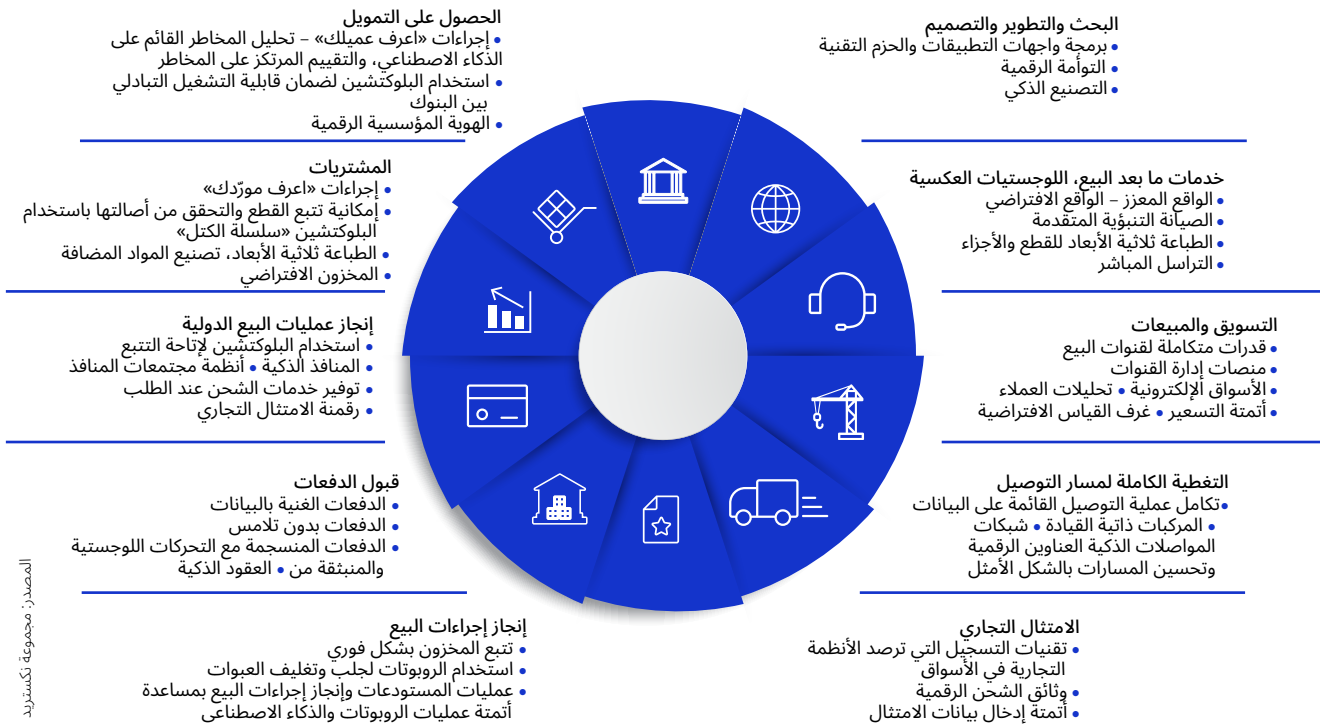 البحث والتطوير والتصميم
• برمجة واجهات التطبيقات والحزم التقنية
• التوأمة الرقمية
• التصنيع الذكي
خدمات ما بعد البيع، اللوجستيات العكسية
• الواقع المعزز – الواقع الافتراضي
• الصيانة التنبؤية المتقدمة
• الطباعة ثلاثية الأبعاد للقطع والأجزاء
• التراسل المباشر
التسويق والمبيعات
• قدرات متكاملة لقنوات البيع
• منصات إدارة القنوات
• الأسواق الإلكترونية • تحليلات العملاء
• أتمتة التسعير • غرف القياس الافتراضية
التغطية الكاملة لمسار التوصيل
•تكامل عملية التوصيل القائمة على البيانات
• المركبات ذاتية القيادة • شبكات
المواصلات الذكية العناوين الرقمية
وتحسين المسارات بالشكل الأمثل
الامتثال التجاري
• تقنيات التسجيل التي ترصد الأنظمة
التجارية في الأسواق
• وثائق الشحن الرقمية
• أتمتة إدخال بيانات الامتثال
الحصول على التمويل
• إجراءات «اعرف عميلك» – تحليل المخاطر القائم على
الذكاء الاصطناعي، والتقييم المرتكز على المخاطر
• استخدام البلوكتشين لضمان قابلية التشغيل التبادلي
بين البنوك
• الهوية المؤسسية الرقمية
المشتريات
• إجراءات «اعرف مورّدك»
• إمكانية تتبع القطع والتحقق من أصالتها باستخدام
البلوكتشين «سلسلة الكتل»
• الطباعة ثلاثية الأبعاد، تصنيع المواد المضافة
• المخزون الافتراضي
إنجاز عمليات البيع الدولية
• استخدام البلوكتشين لإتاحة التتبع
• المنافذ الذكية • أنظمة مجتمعات المنافذ
• توفير خدمات الشحن عند الطلب
• رقمنة الامتثال التجاري
قبول الدفعات
• الدفعات الغنية بالبيانات
• الدفعات بدون تلامس
• الدفعات المنسجمة مع التحركات اللوجستية
والمنبثقة من • العقود الذكية
إنجاز إجراءات البيع
• تتبع المخزون بشكل فوري
• استخدام الروبوتات لجلب وتغليف العبوات
• عمليات المستودعات وإنجاز إجراءات البيع بمساعدة
أتمتة عمليات الروبوتات والذكاء الاصطناعي
المصدر: مجموعة نكستريد